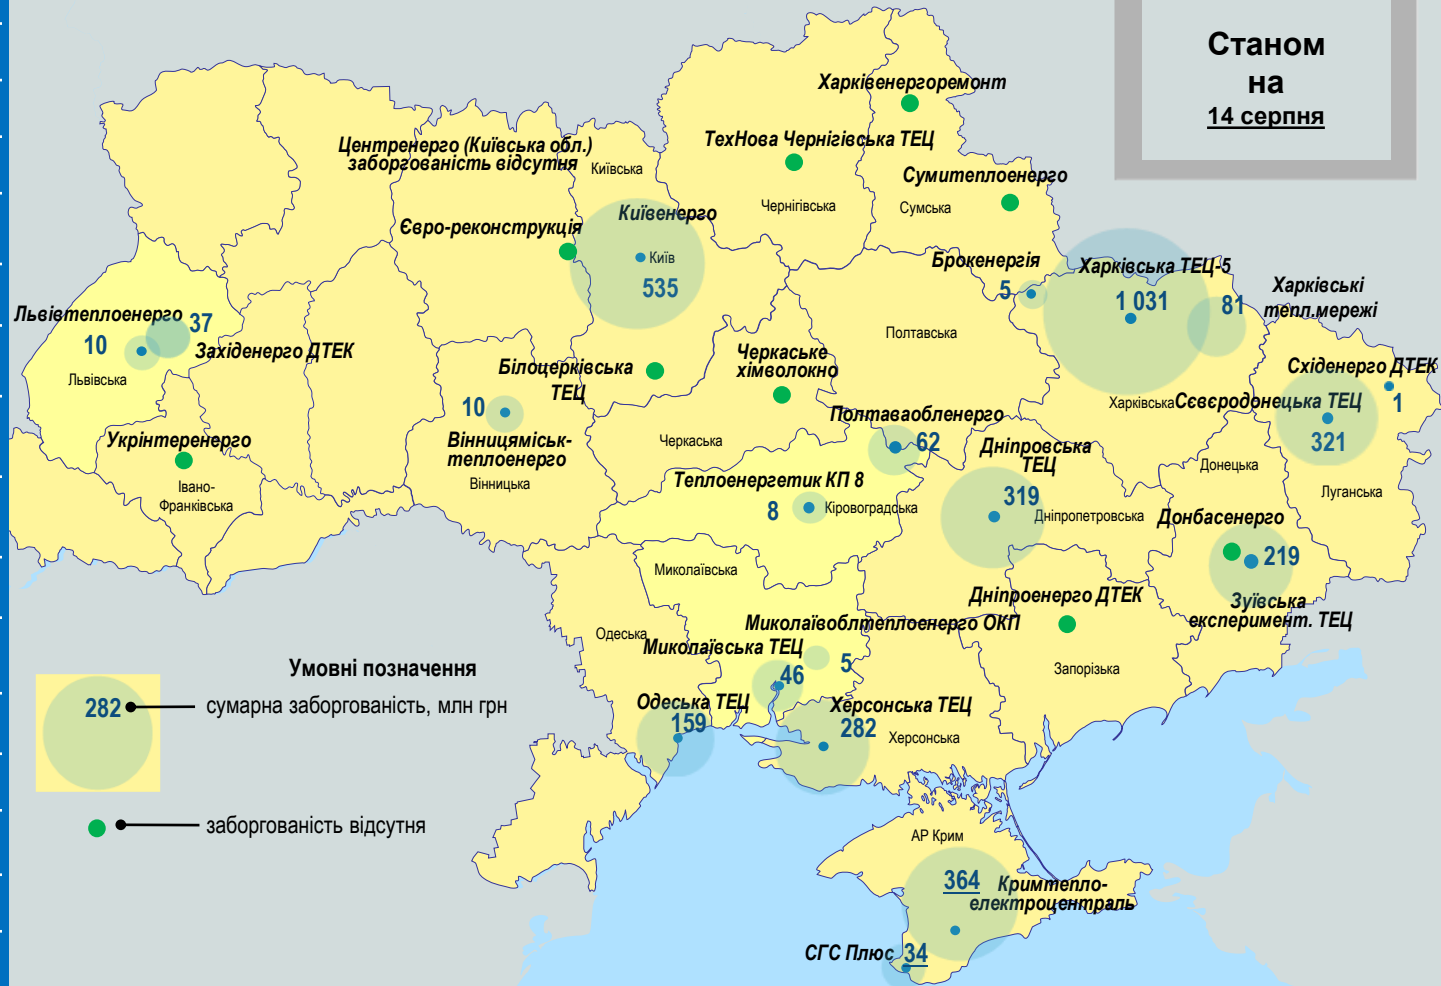 Станом
на
14 серпня
Харківенергоремонт
ТехНова Чернігівська ТЕЦ
Центренерго (Київська обл.)
заборгованість відсутня
Київська
Сумитеплоенерго
Чернігівська
Сумська
Київенерго
Євро-реконструкція
Київ
535
Брокенергія
5
Харківська ТЕЦ-5
1 031
81
Харківські
тепл.мережі
Львівтеплоенерго
37
10
Західенерго ДТЕК
Львівська
Полтавська
Черкаське
хімволокно
Білоцерківська
ТЕЦ
Східенерго ДТЕК
1
Харківська
Сєвєродонецька ТЕЦ
321
10
Вінницяміськ-
теплоенерго
Вінницька
Полтаваобленерго
62
Черкаська
Укрінтеренерго
Івано-
Франківська
Дніпровська
ТЕЦ
319
Дніпропетровська
Донецька
Луганська
Теплоенергетик КП 8
8
Кіровоградська
Донбасенерго
219
Зуївська
експеримент. ТЕЦ
Миколаївська
Дніпроенерго ДТЕК
Миколаївоблтеплоенерго ОКП
5
Одеська
Миколаївська ТЕЦ
46
Запорізька
Одеська ТЕЦ
159
Херсонська ТЕЦ
282
Херсонська
Умовні позначення
282
сумарна заборгованість, млн грн
заборгованість відсутня
АР Крим
364
Кримтепло-
електроцентраль
СГС Плюс
34